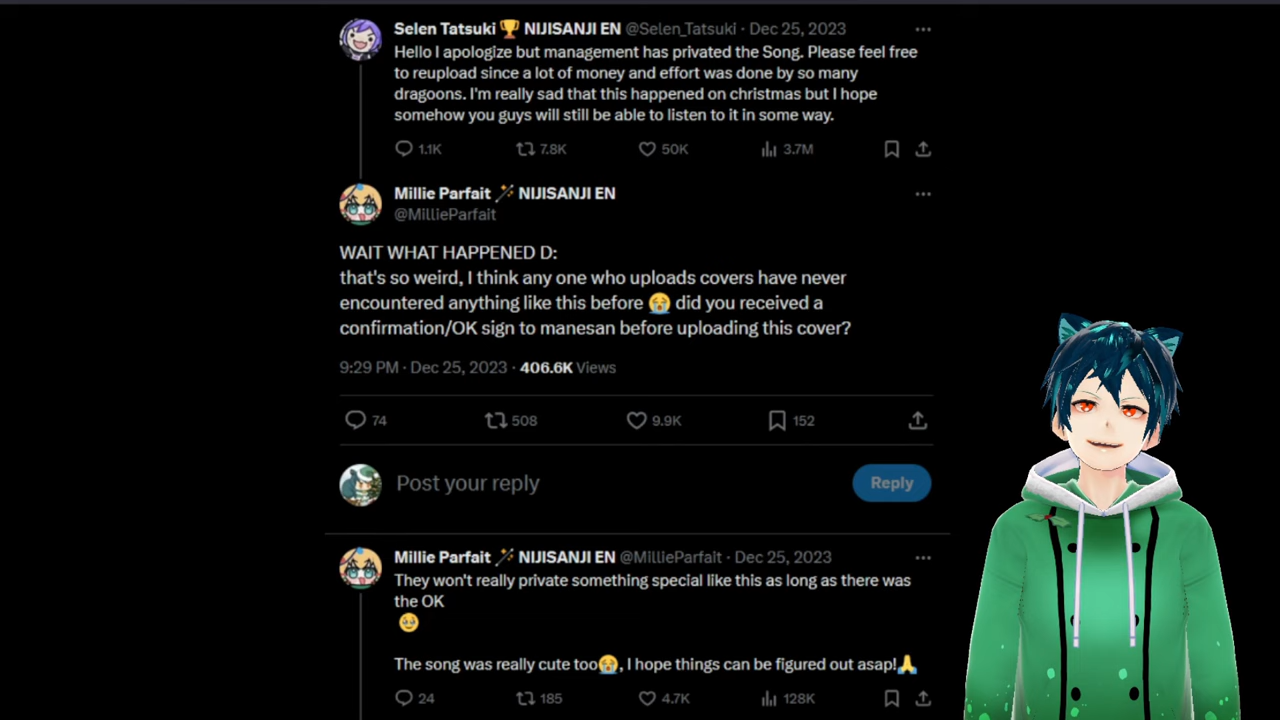 Selen Tatsuki 🏆 NIJISANJI EN @Selen_Tatsuki · Dec 25, 2023
Hello I apologize but management has privated the Song. Please feel free
to reupload since a lot of money and effort was done by so many
dragoons. I'm really sad that this happened on christmas but I hope
somehow you guys will still be able to listen to it in some way.
1.1K 7.8K 50K 3.7M
Millie Parfait 🪄 NIJISANJI EN
@MillieParfait
WAIT WHAT HAPPENED D:
that's so weird, I think any one who uploads covers have never
encountered anything like this before 😭 did you received a
confirmation/OK sign to manesan before uploading this cover?
9:29 PM · Dec 25, 2023 · 406.6K Views
74 508 9.9K 152
Post your reply
Reply
Millie Parfait 🪄 NIJISANJI EN @MillieParfait · Dec 25, 2023
They won't really private something special like this as long as there was
the OK
🥹
The song was really cute too😭, I hope things can be figured out asap!🙏
24 185 4.7K 128K